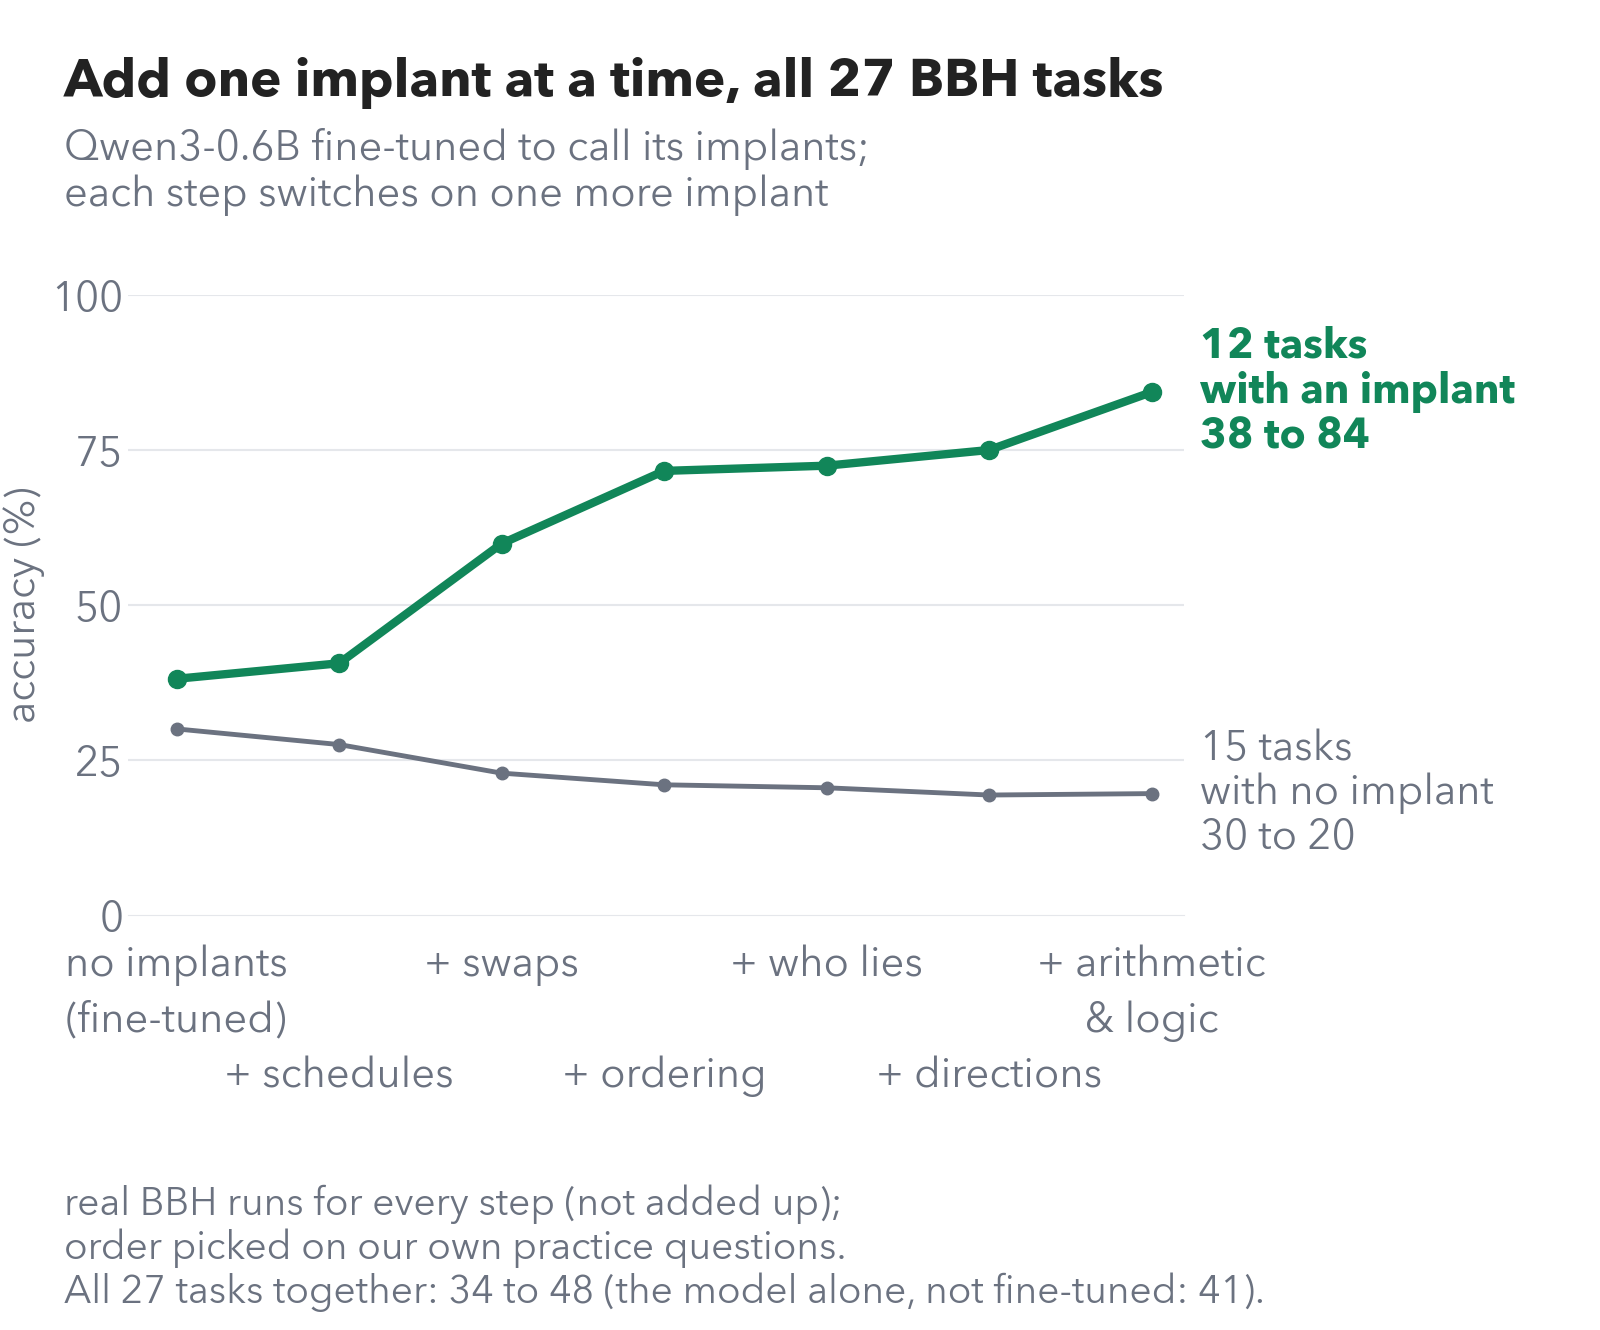 Add one implant at a time, all 27 BBH tasks
Qwen3-0.6B fine-tuned to call its implants;
each step switches on one more implant
accuracy (%)
100
75
50
25
0
12 tasks
with an implant
38 to 84
15 tasks
with no implant
30 to 20
no implants
(fine-tuned)
+ schedules
+ swaps
+ ordering
+ who lies
+ directions
+ arithmetic
& logic
real BBH runs for every step (not added up);
order picked on our own practice questions.
All 27 tasks together: 34 to 48 (the model alone, not fine-tuned: 41).